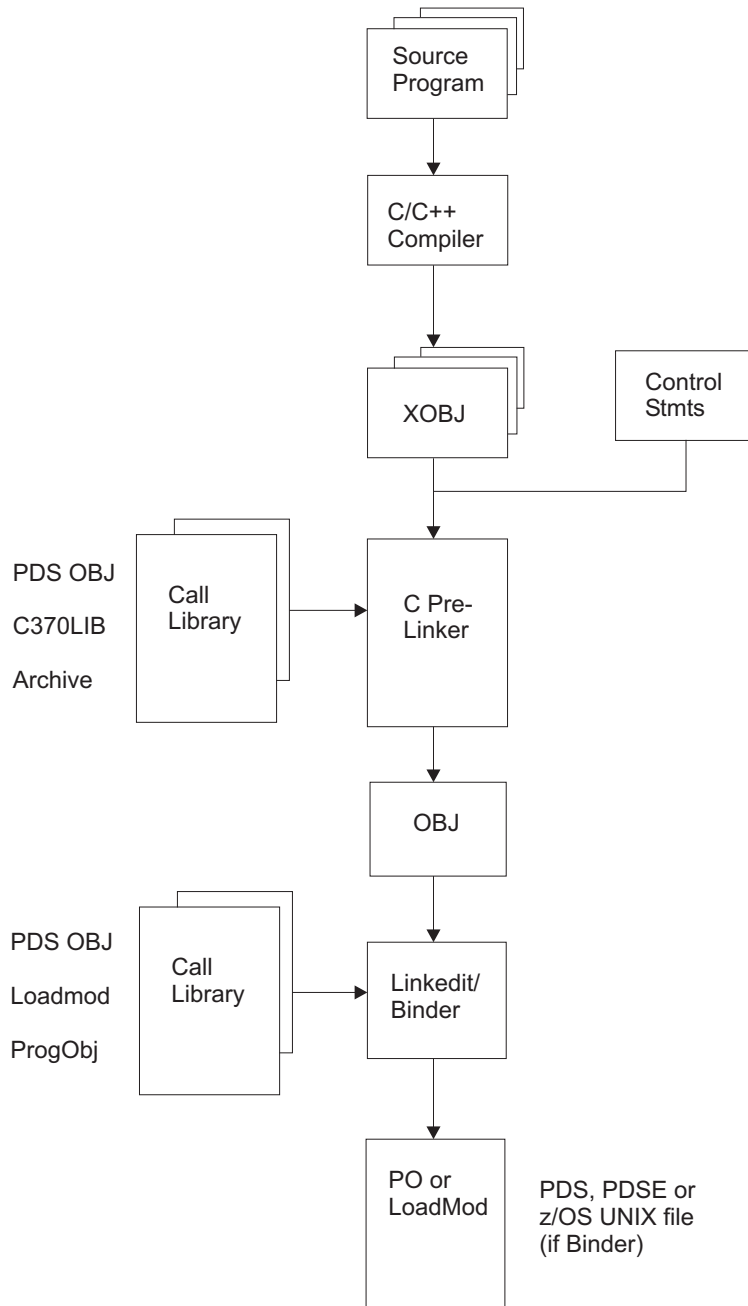 Source
Program
C/C++
Compiler
XOBJ
Control
Stmts
PDS OBJ
C370LIB
Archive
Call
Library
C Pre-
Linker
OBJ
PDS OBJ
Loadmod
ProgObj
Call
Library
Linkedit/
Binder
PO or
LoadMod
PDS, PDSE or
z/OS UNIX file
(if Binder)